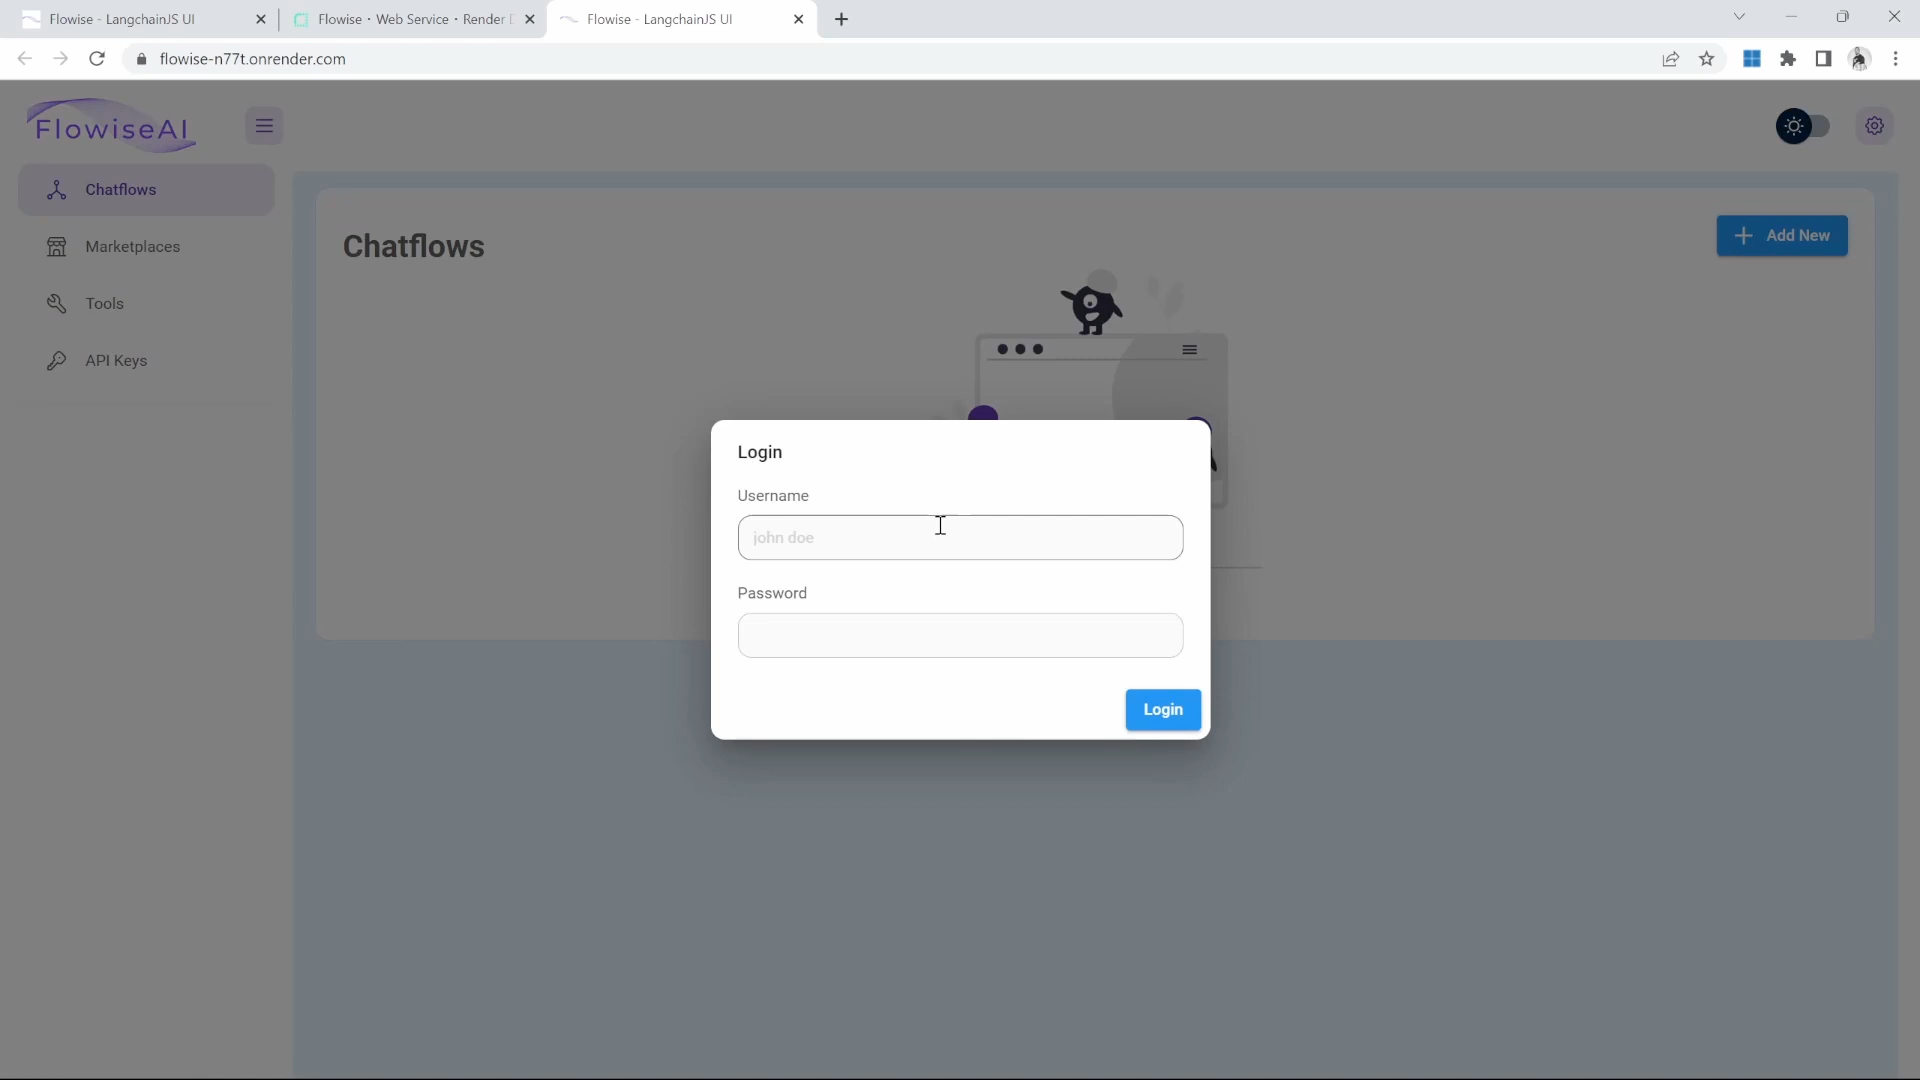 Flowise - LangchainJS UI
Flowise · Web Service · Render
Flowise - LangchainJS UI
flowise-n77t.onrender.com
FlowiseAI
Chatflows
Marketplaces
Tools
API Keys
Chatflows
Add New
Login
Username
john doe
Password
Login